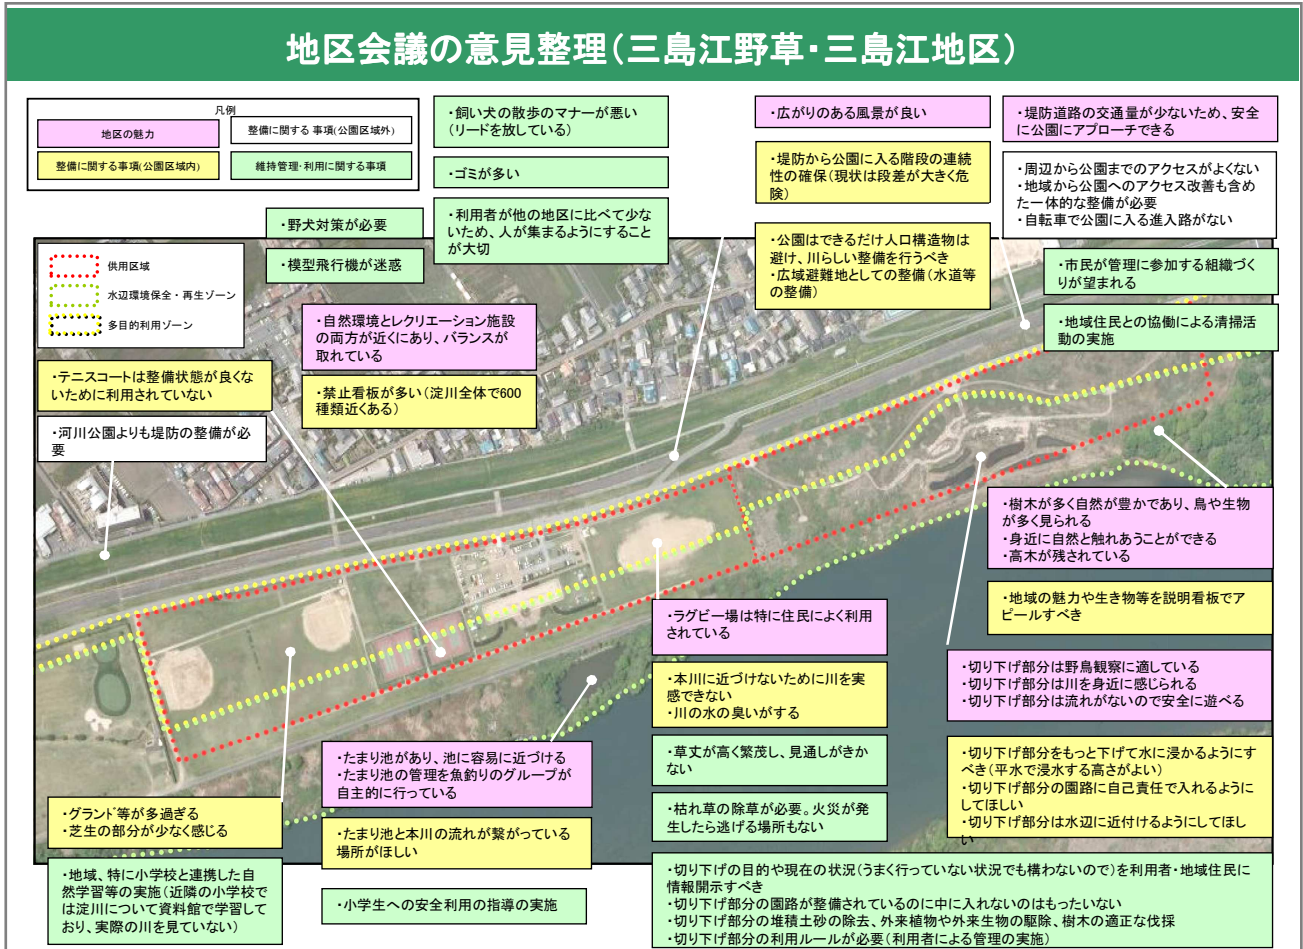 地区会議の意見整理(三島江野草・三島江地区)
凡例
地区の魅力
整備に関する 事項(公園区域外)
整備に関する事項(公園区域内)
維持管理・利用に関する事項
・飼い犬の散歩のマナーが悪い
(リードを放している)
・ゴミが多い
・利用者が他の地区に比べて少な
いため、人が集まるようにすること
が大切
・野犬対策が必要
・模型飛行機が迷惑
・広がりのある風景が良い
・堤防から公園に入る階段の連続
性の確保(現状は段差が大きく危
険)
・公園はできるだけ人口構造物は
避け、川らしい整備を行うべき
・広域避難地としての整備(水道等
の整備)
・堤防道路の交通量が少ないため、安全
に公園にアプローチできる
・周辺から公園までのアクセスがよくない
・地域から公園へのアクセス改善も含め
た一体的な整備が必要
・自転車で公園に入る進入路がない
・市民が管理に参加する組織づく
りが望まれる
・地域住民との協働による清掃活
動の実施
供用区域
水辺環境保全・再生ゾーン
多目的利用ゾーン
・自然環境とレクリエーション施設
の両方が近くにあり、バランスが
取れている
・禁止看板が多い(淀川全体で600
種類近くある)
・テニスコートは整備状態が良くな
いために利用されていない
・河川公園よりも堤防の整備が必
要
・樹木が多く自然が豊かであり、鳥や生物
が多く見られる
・身近に自然と触れあうことができる
・高木が残されている
・地域の魅力や生き物等を説明看板でア
ピールすべき
・ラグビー場は特に住民によく利用
されている
・本川に近づけないために川を実
感できない
・川の水の臭いがする
・草丈が高く繁茂し、見通しがきか
ない
・枯れ草の除草が必要。火災が発
生したら逃げる場所もない
・切り下げ部分は野鳥観察に適している
・切り下げ部分は川を身近に感じられる
・切り下げ部分は流れがないので安全に遊べる
・切り下げ部分をもっと下げて水に浸かるようにす
べき(平水で浸水する高さがよい)
・切り下げ部分の園路に自己責任で入れるように
してほしい
・切り下げ部分は水辺に近付けるようにしてほし
い
・たまり池があり、池に容易に近づける
・たまり池の管理を魚釣りのグループが
自主的に行っている
・たまり池と本川の流れが繋がっている
場所がほしい
・小学生への安全利用の指導の実施
・グランド等が多過ぎる
・芝生の部分が少なく感じる
・地域、特に小学校と連携した自
然学習等の実施(近隣の小学校で
は淀川について資料館で学習して
おり、実際の川を見ていない)
・切り下げの目的や現在の状況(うまく行っていない状況でも構わないので)を利用者・地域住民に
情報開示すべき
・切り下げ部分の園路が整備されているのに中に入れないのはもったいない
・切り下げ部分の堆積土砂の除去、外来植物や外来生物の駆除、樹木の適正な伐採
・切り下げ部分の利用ルールが必要(利用者による管理の実施)